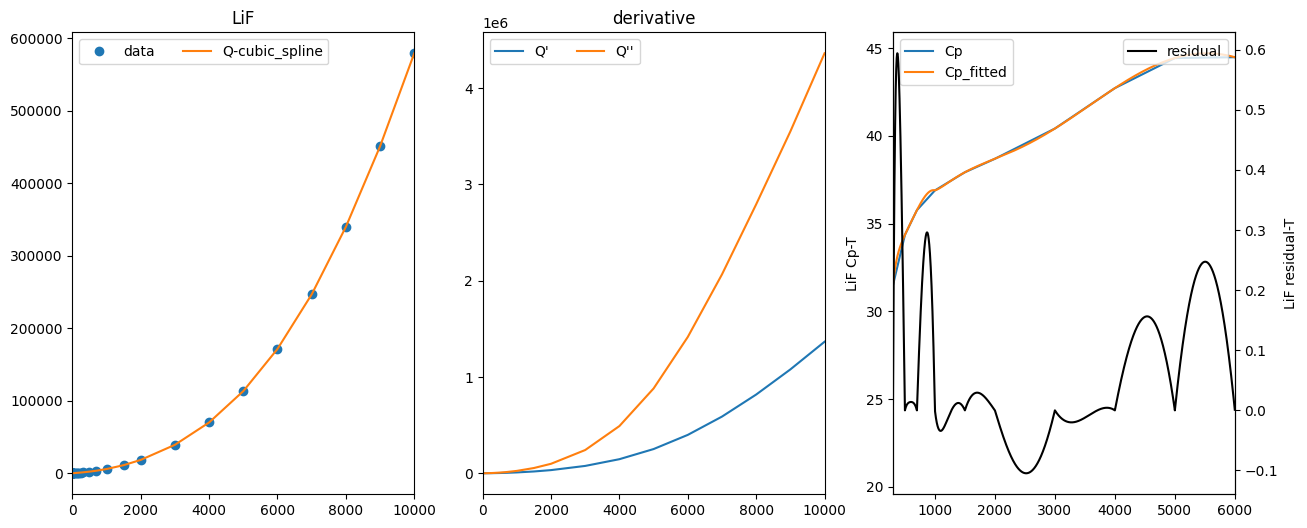 LiF
data
Q-cubic_spline
600000
500000
400000
300000
200000
100000
0
0 2000 4000 6000 8000 10000
derivative
1e6
Q'
Q''
4
3
2
1
0
0 2000 4000 6000 8000 10000
Cp
Cp_fitted
residual
LiF Cp-T
45
40
35
30
25
20
1000 2000 3000 4000 5000 6000
0.6
0.5
0.4
0.3
0.2
0.1
0.0
−0.1
LiF residual-T